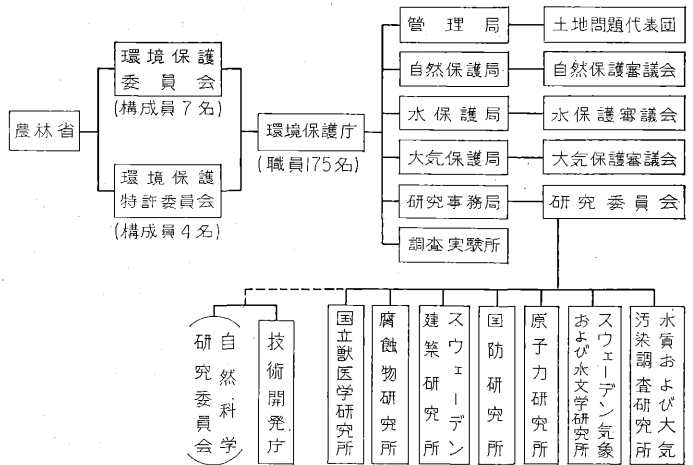 管理局
土地問題代表団
環境保護
委員会
(構成員7名)
自然保護局
自然保護審議会
農林省
環境保護庁
(職員175名)
水保護局
水保護審議会
大気保護局
大気保護審議会
環境保護
特許委員会
(構成員4名)
研究事務局
研究委員会
調査実験所
自然科学
研究委員会
技術開発庁
国立獣医学研究所
腐蝕物研究所
スウェーデン
建築研究所
国防研究所
原子力研究所
スウェーデン気象
および水文学研究所
水質および大気
汚染調査研究所